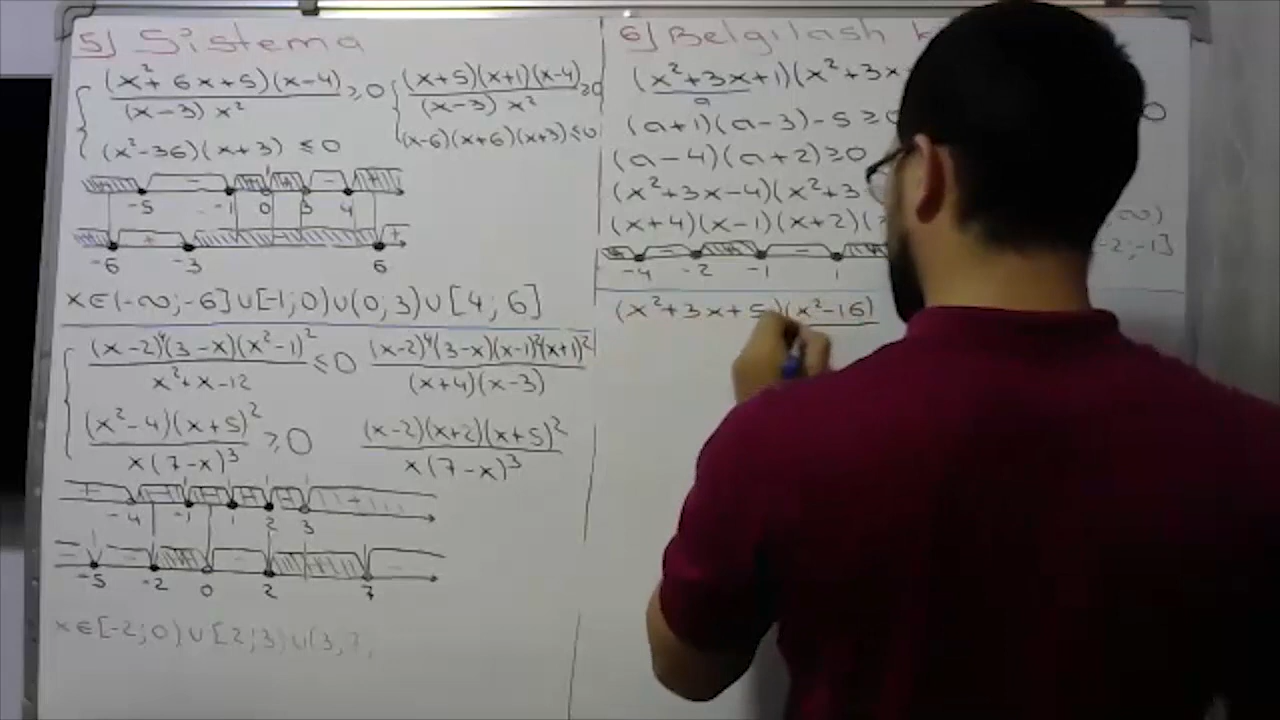 5) Sistema
(x²+6x+5)(x-4)/(x-3)x² ≥0
(x+5)(x+1)(x-4)/(x-3)x² ≥0
(x²-36)(x+3) ≤0
(x-6)(x+6)(x+3)≤0
-5 -1 0 3 4
-6 -3 6
x∈(-∞;-6]∪[-1;0)∪(0;3)∪[4;6]
(x-2)⁴(3-x)(x²-1)²/x²+x-12 ≤0
(x-2)⁴(3-x)(x-1)²(x+1)²/(x+4)(x-3)
(x²-4)(x+5)²/x(7-x)³ ≥0
(x-2)(x+2)(x+5)²/x(7-x)³
-4 -1 1 2 3
-5 -2 0 2 7
x∈[-2;0)∪[2;3)∪(3;7
6) Belgilash
(x²+3x+1)(x²+3x
a
0
(a+1)(a-3)-5≥0
(a-4)(a+2)≥0
(x²+3x-4)(x²+3
(x+4)(x-1)(x+2)(
∞)
-2;-1]
-4 -2 -1 1
(x²+3x+5)(x²-16)